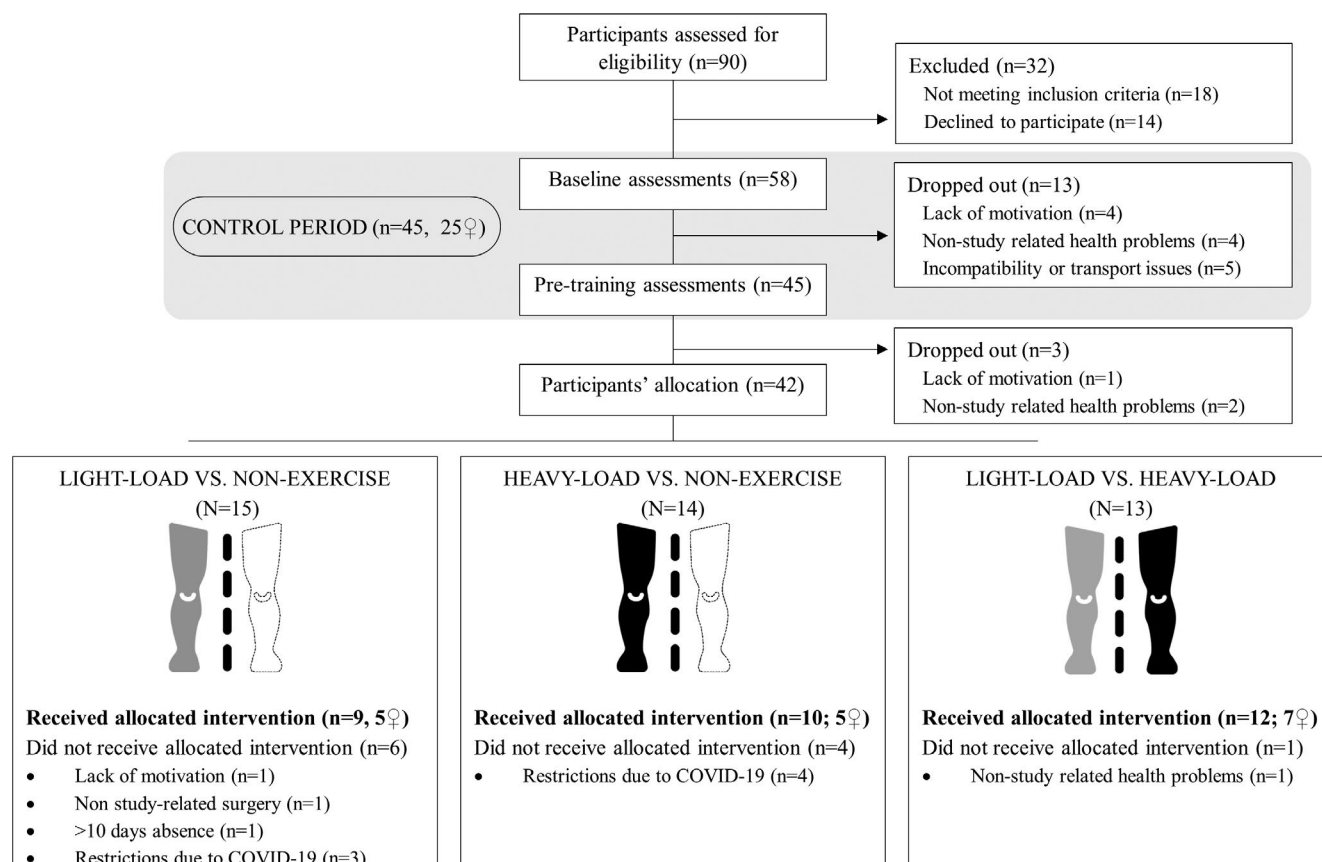 Participants assessed for
eligibility (n=90)
Excluded (n=32)
Not meeting inclusion criteria (n=18)
Declined to participate (n=14)
Baseline assessments (n=58)
CONTROL PERIOD (n=45, 25♀)
Dropped out (n=13)
Lack of motivation (n=4)
Non-study related health problems (n=4)
Incompatibility or transport issues (n=5)
Pre-training assessments (n=45)
Dropped out (n=3)
Lack of motivation (n=1)
Non-study related health problems (n=2)
Participants’ allocation (n=42)
LIGHT-LOAD VS. NON-EXERCISE
(N=15)
Received allocated intervention (n=9, 5♀)
Did not receive allocated intervention (n=6)
• Lack of motivation (n=1)
• Non study-related surgery (n=1)
• >10 days absence (n=1)
• Restrictions due to COVID-19 (n=3)
HEAVY-LOAD VS. NON-EXERCISE
(N=14)
Received allocated intervention (n=10; 5♀)
Did not receive allocated intervention (n=4)
• Restrictions due to COVID-19 (n=4)
LIGHT-LOAD VS. HEAVY-LOAD
(N=13)
Received allocated intervention (n=12; 7♀)
Did not receive allocated intervention (n=1)
• Non-study related health problems (n=1)